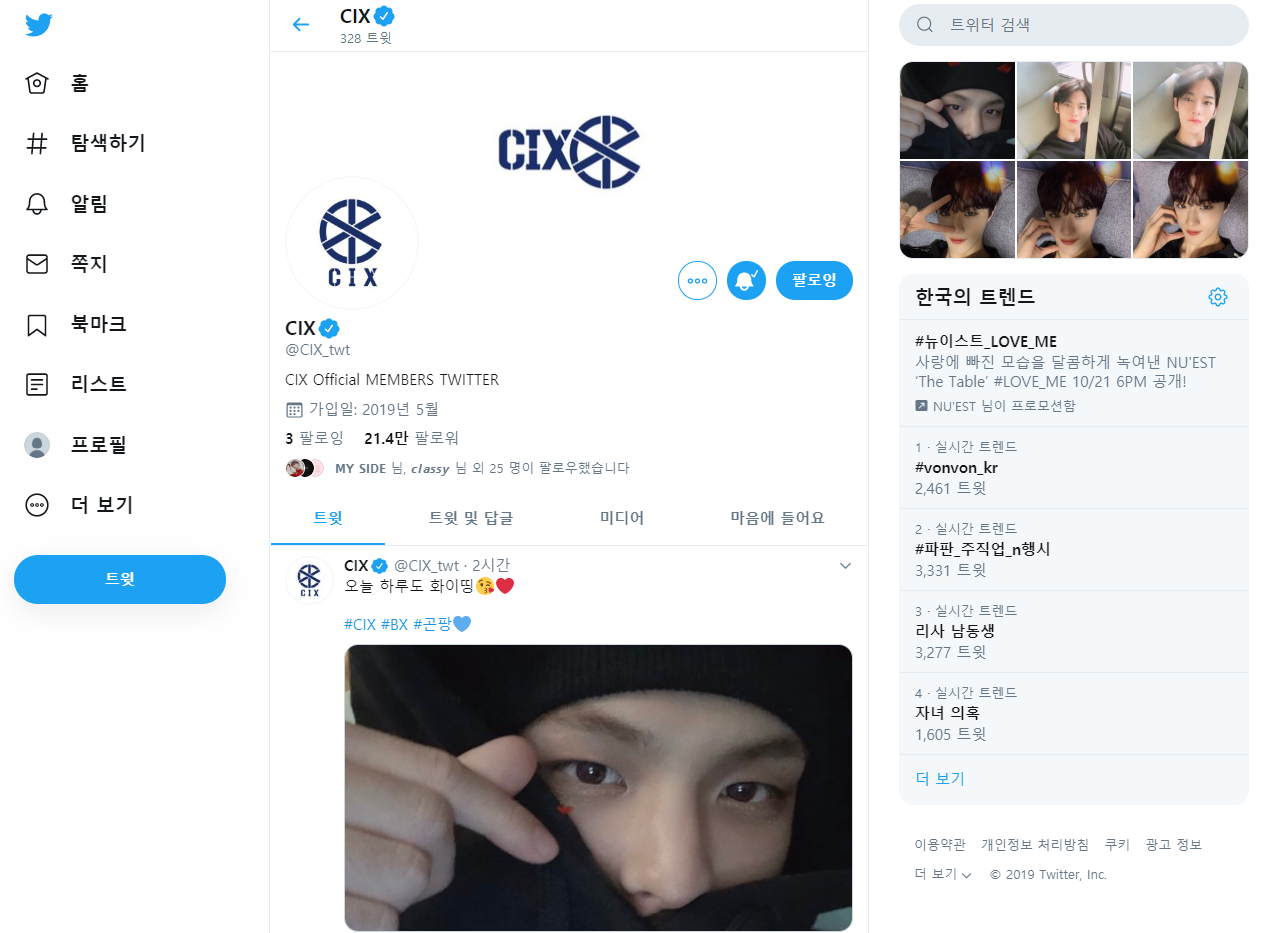 홈
탐색하기
알림
쪽지
북마크
리스트
프로필
더 보기
트윗
CIX
328 트윗
CIX
CIX
CIX
@CIX_twt
CIX Official MEMBERS TWITTER
가입일: 2019년 5월
3 팔로잉 21.4만 팔로워
MY SIDE 님, classy 님 외 25 명이 팔로우했습니다
팔로잉
트윗 트윗 및 답글 미디어 마음에 들어요
CIX
CIX @CIX_twt · 2시간
오늘 하루도 화이띵😘❤
#CIX #BX #곤팡💙
트위터 검색
한국의 트렌드
#뉴이스트_LOVE_ME
사랑에 빠진 모습을 달콤하게 녹여낸 NU'EST
‘The Table’ #LOVE_ME 10/21 6PM 공개!
NU'EST 님이 프로모션함
1 · 실시간 트렌드
#vonvon_kr
2,461 트윗
2 · 실시간 트렌드
#파판_주직업_n행시
3,331 트윗
3 · 실시간 트렌드
리사 남동생
3,277 트윗
4 · 실시간 트렌드
자녀 의혹
1,605 트윗
더 보기
이용약관 개인정보 처리방침 쿠키 광고 정보
더 보기 © 2019 Twitter, Inc.